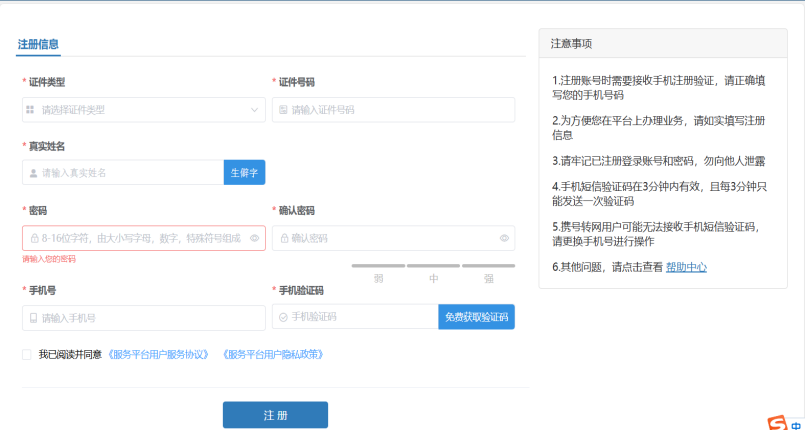 注册信息
* 证件类型
* 证件号码
请选择证件类型
请输入证件号码
* 真实姓名
请输入真实姓名
生僻字
* 密码
* 确认密码
8-16位字符，由大小写字母，数字，特殊符号组成
确认密码
请输入您的密码
弱 中 强
* 手机号
* 手机验证码
请输入手机号
手机验证码
免费获取验证码
我已阅读并同意 《服务平台用户服务协议》 《服务平台用户隐私政策》
注 册
注意事项
1.注册账号时需要接收手机注册验证，请正确填
写您的手机号码
2.为方便您在平台上办理业务，请如实填写注册
信息
3.请牢记已注册登录账号和密码，勿向他人泄露
4.手机短信验证码在3分钟内有效，且每3分钟只
能发送一次验证码
5.携号转网用户可能无法接收手机短信验证码，
请更换手机号进行操作
6.其他问题，请点击查看 帮助中心
中